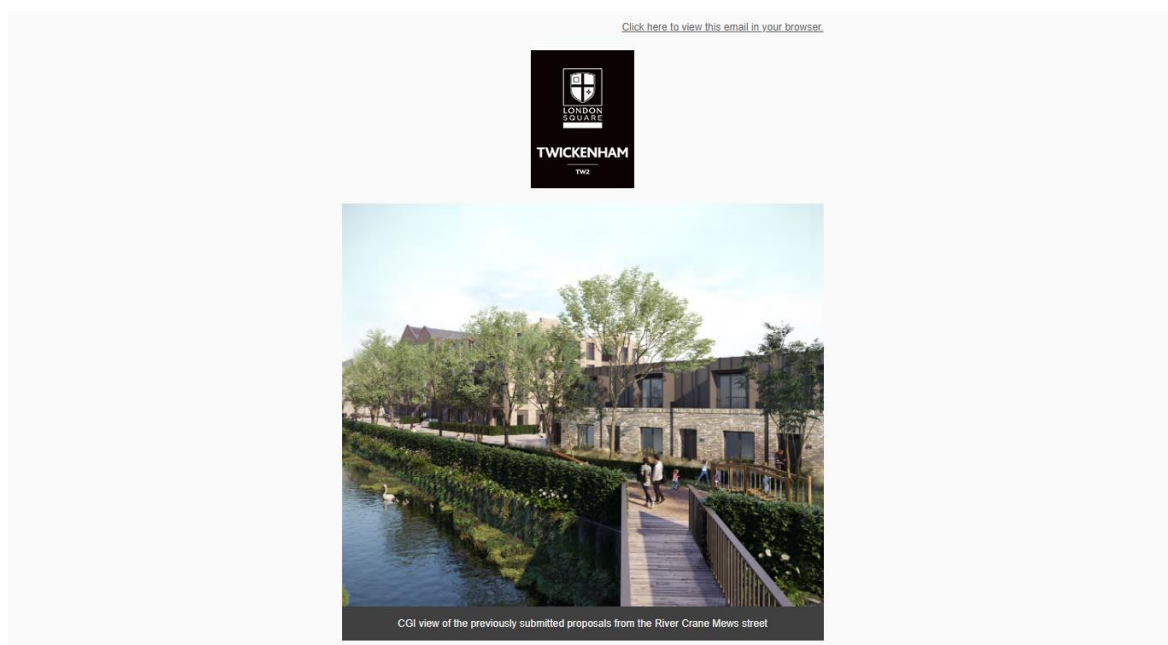 Click here to view this email in your browser.
LONDON
SQUARE
TWICKENHAM
TW2
CGI view of the previously submitted proposals from the River Crane Mews street